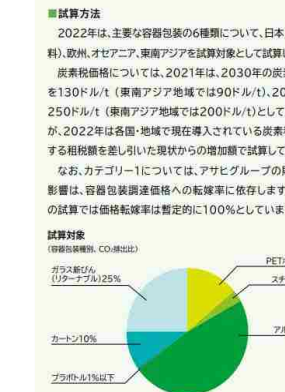 ■試算方法
2022年は、主要な容器包装の6種類について、日本
料)、欧州、オセアニア、東南アジアを試算対象として試算し
炭素税価格については、2021年は、2030年の炭
を130ドル/t（東南アジア地域では90ドル/t）、20
250ドル/t（東南アジア地域では200ドル/t）として
が、2022年は各国・地域で現在導入されている炭素
する租税額を差し引いた現状からの増加額で試算して
なお、カテゴリー1については、アサヒグループの
影響は、容器包装調達価格への転嫁率に依存します
の試算では価格転嫁率は暫定的に100%としていま
試算対象
(容器包装種別、CO₂排出比)
ガラス新びん
(リターナブル)25%
PET
スチ
カートン10%
アル
プラボトル1%以下